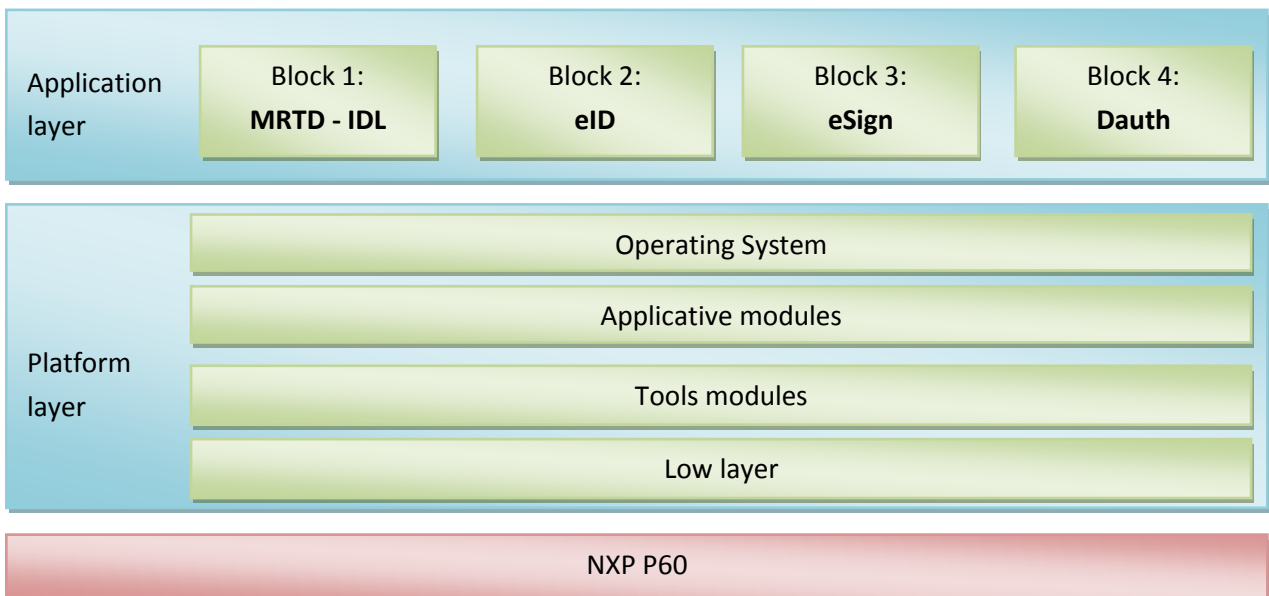 Application
layer
Block 1:
MRTD - IDL
Block 2:
eID
Block 3:
eSign
Block 4:
Dauth
Platform
layer
Operating System
Applicative modules
Tools modules
Low layer
NXP P60